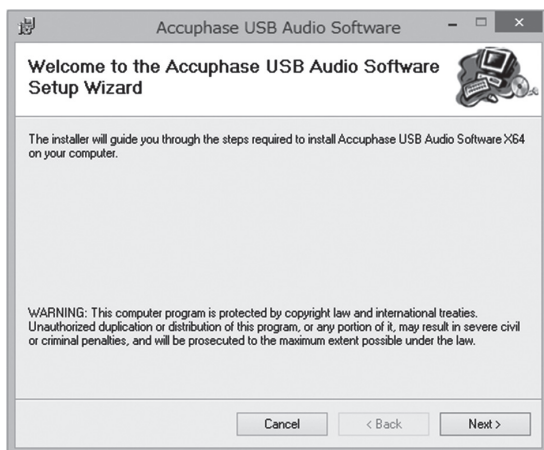 Accuphase USB Audio Software
Welcome to the Accuphase USB Audio Software
Setup Wizard
The installer will guide you through the steps required to install Accuphase USB Audio Software X64
on your computer.
WARNING: This computer program is protected by copyright law and international treaties.
Unauthorized duplication or distribution of this program, or any portion of it, may result in severe civil
or criminal penalties, and will be prosecuted to the maximum extent possible under the law.
Cancel
< Back
Next >